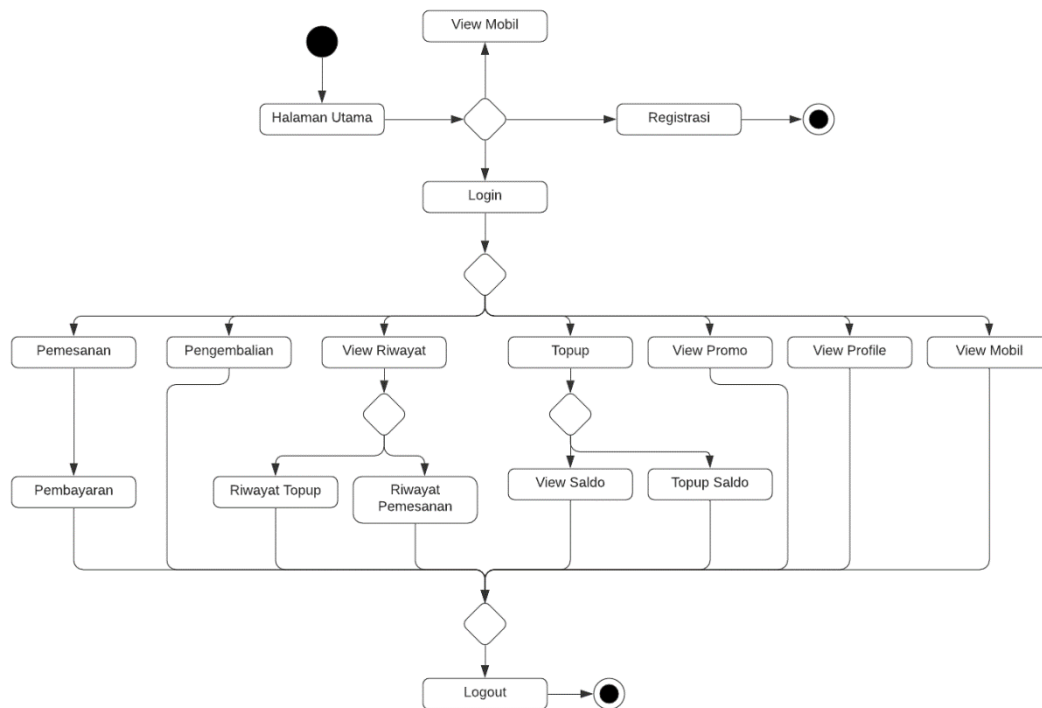 View Mobil
Halaman Utama
Registrasi
Login
Pemesanan
Pengembalian
View Riwayat
Topup
View Promo
View Profile
View Mobil
Pembayaran
Riwayat Topup
Riwayat
Pemesanan
View Saldo
Topup Saldo
Logout